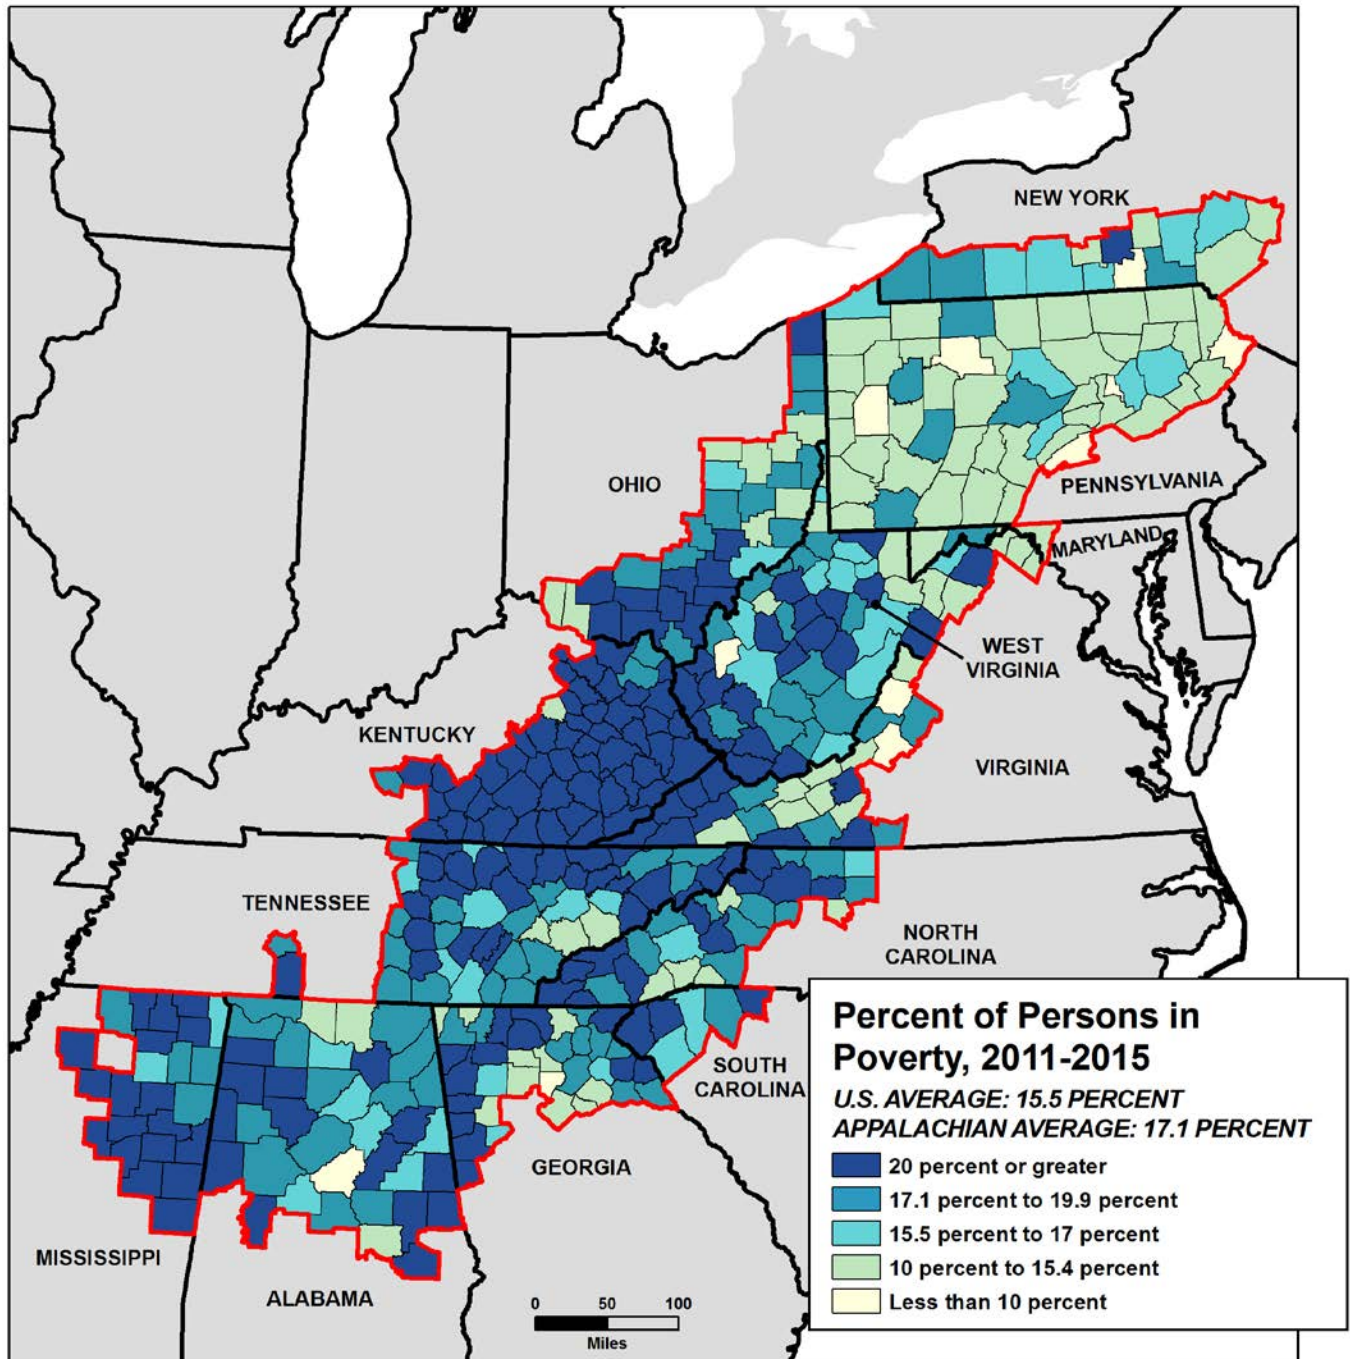 NEW YORK
OHIO
PENNSYLVANIA
MARYLAND
WEST
VIRGINIA
KENTUCKY
VIRGINIA
TENNESSEE
NORTH
CAROLINA
SOUTH
CAROLINA
GEORGIA
MISSISSIPPI
ALABAMA
0 50 100
Miles
Percent of Persons in
Poverty, 2011-2015
U.S. AVERAGE: 15.5 PERCENT
APPALACHIAN AVERAGE: 17.1 PERCENT
20 percent or greater
17.1 percent to 19.9 percent
15.5 percent to 17 percent
10 percent to 15.4 percent
Less than 10 percent